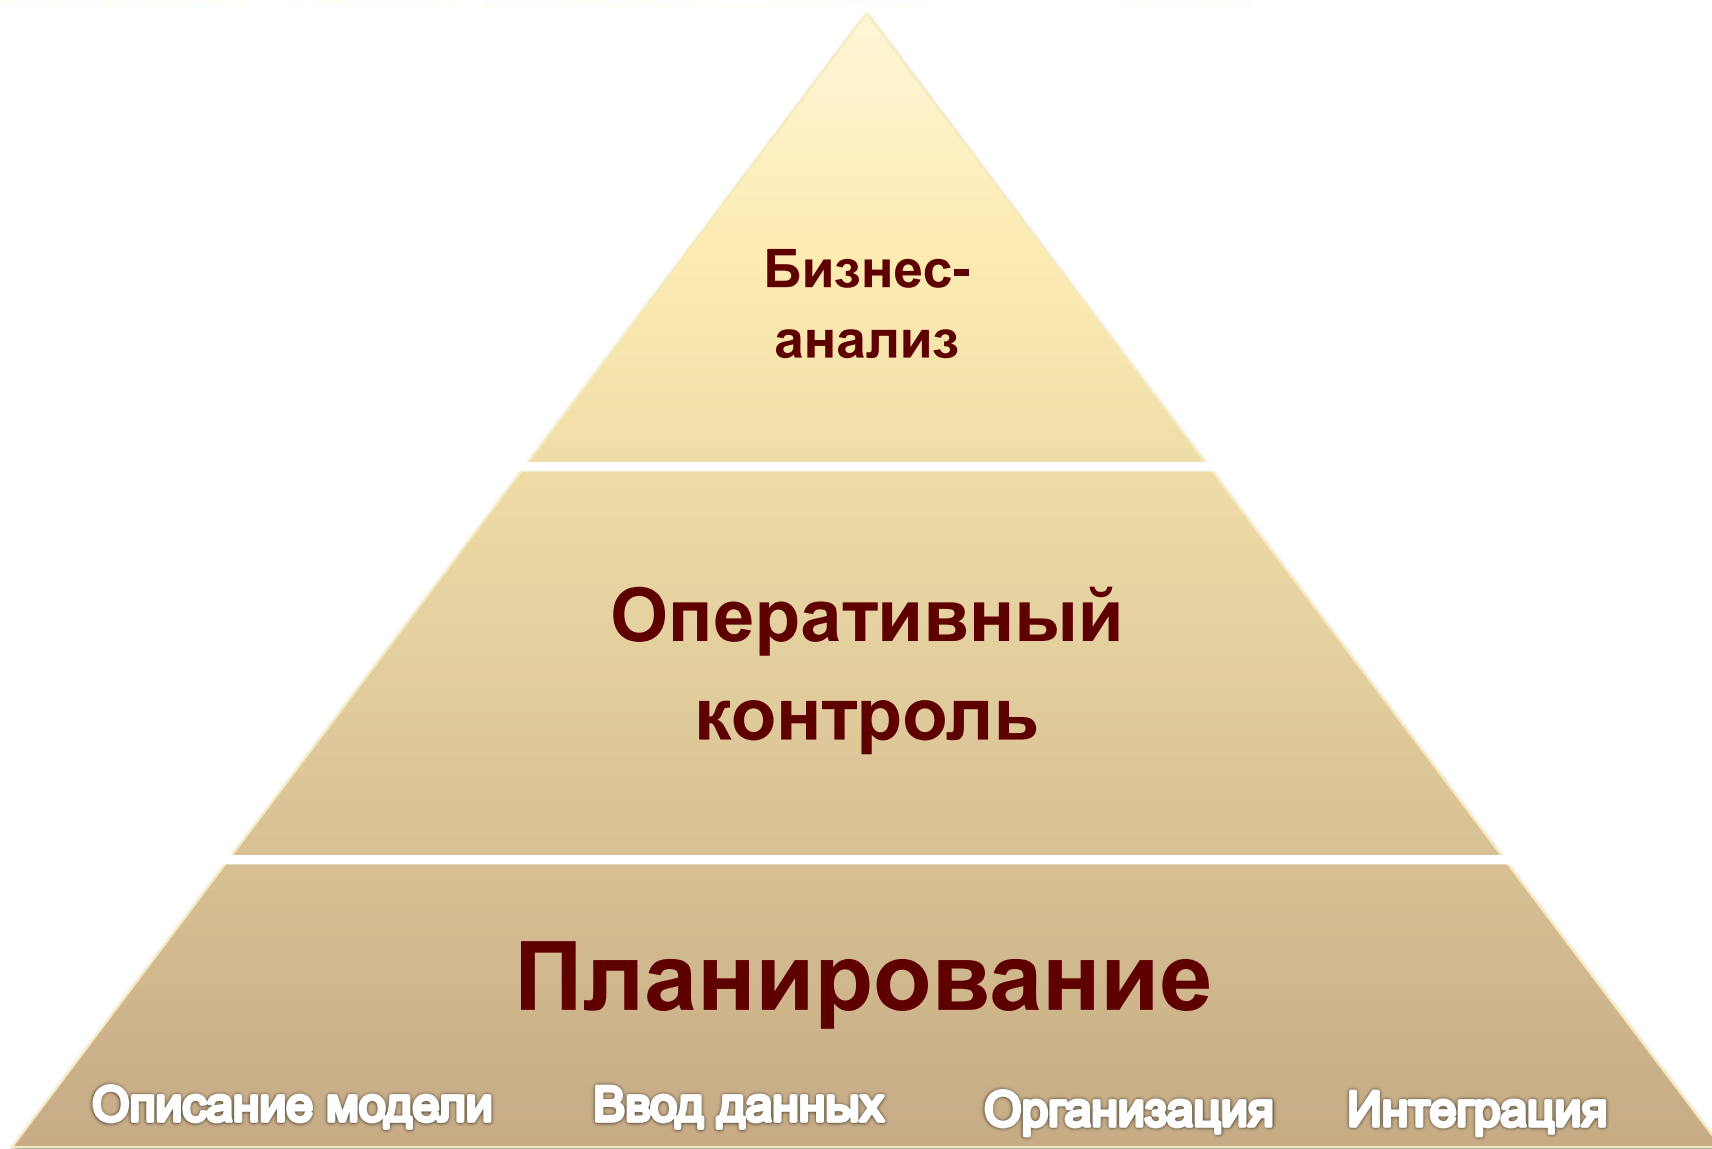 Бизнес-
анализ
Оперативный
контроль
Планирование
Описание модели Ввод данных Организация Интеграция